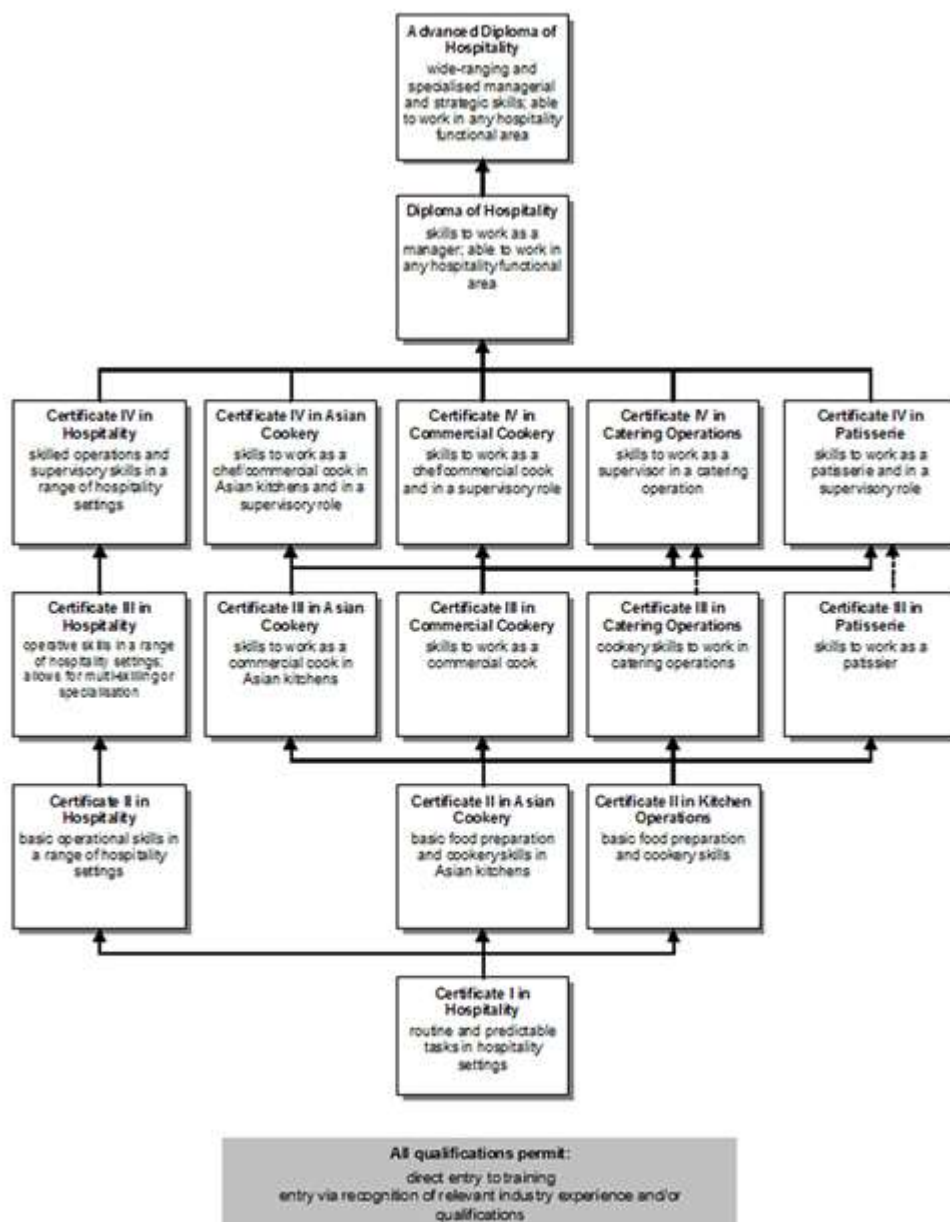 Advanced Diploma of
Hospitality
wide-ranging and
specialised managerial
and strategic skills; able
to work in any hospitality
functional area
Diploma of Hospitality
skills to work as a
manager; able to work in
any hospitality functional
area
Certificate IV in
Hospitality
skilled operations and
supervisory skills in a
range of hospitality
settings
Certificate IV in Asian
Cookery
skills to work as a
chef/commercial cook in
Asian kitchens and in a
supervisory role
Certificate IV in
Commercial Cookery
skills to work as a
chef/commercial cook
and in a supervisory role
Certificate IV in
Catering Operations
skills to work as a
supervisor in a catering
operation
Certificate IV in
Patisserie
skills to work as a
patisserie and in a
supervisory role
Certificate III in
Hospitality
operative skills in a range
of hospitality settings;
allows for multi-skilling or
specialisation
Certificate III in Asian
Cookery
skills to work as a
commercial cook in
Asian kitchens
Certificate III in
Commercial Cookery
skills to work as a
commercial cook
Certificate III in
Catering Operations
cookery skills to work in
catering operations
Certificate III in
Patisserie
skills to work as a
patissier
Certificate II in
Hospitality
basic operational skills in
a range of hospitality
settings
Certificate II in Asian
Cookery
basic food preparation
and cookery skills in
Asian kitchens
Certificate II in Kitchen
Operations
basic food preparation
and cookery skills
Certificate I in
Hospitality
routine and predictable
tasks in hospitality
settings
All qualifications permit:
direct entry to training
entry via recognition of relevant industry experience and/or
qualifications